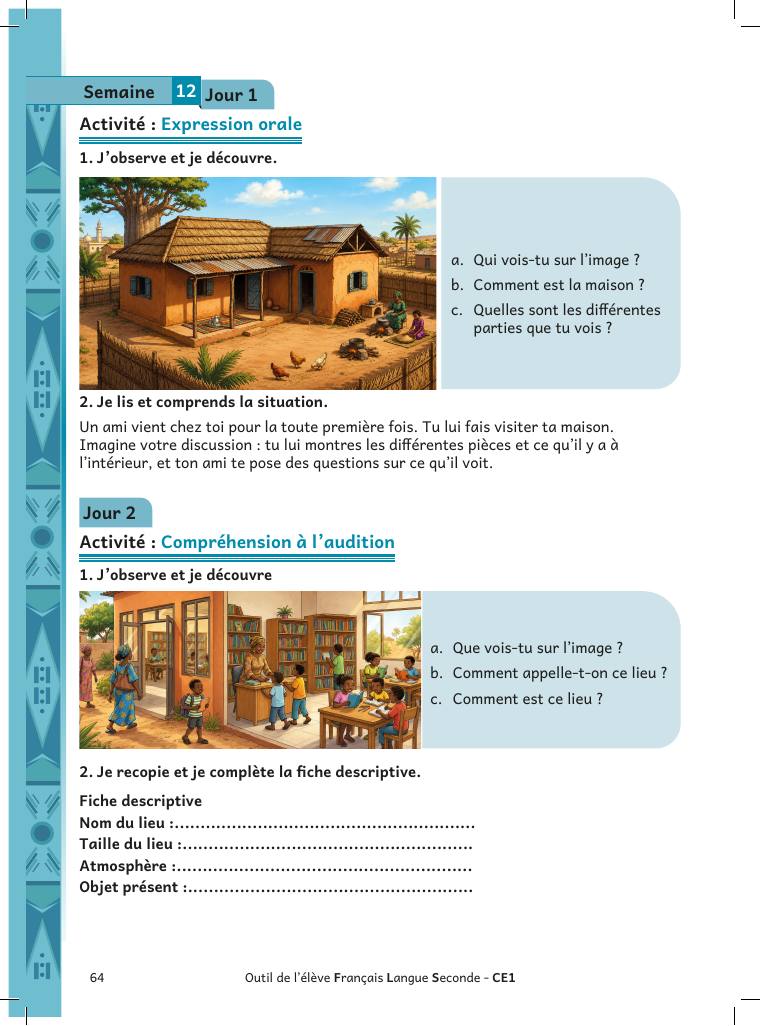 Semaine 12 Jour 1
Activité : Expression orale
1. J’observe et je découvre.
a. Qui vois-tu sur l’image ?
b. Comment est la maison ?
c. Quelles sont les différentes
parties que tu vois ?
2. Je lis et comprends la situation.
Un ami vient chez toi pour la toute première fois. Tu lui fais visiter ta maison.
Imagine votre discussion : tu lui montres les différentes pièces et ce qu’il y a à
l’intérieur, et ton ami te pose des questions sur ce qu’il voit.
Jour 2
Activité : Compréhension à l’audition
1. J’observe et je découvre
a. Que vois-tu sur l’image ?
b. Comment appelle-t-on ce lieu ?
c. Comment est ce lieu ?
2. Je recopie et je complète la fiche descriptive.
Fiche descriptive
Nom du lieu :..........................................................
Taille du lieu :........................................................
Atmosphère :.........................................................
Objet présent :.......................................................
64 Outil de l’élève Français Langue Seconde - CE1